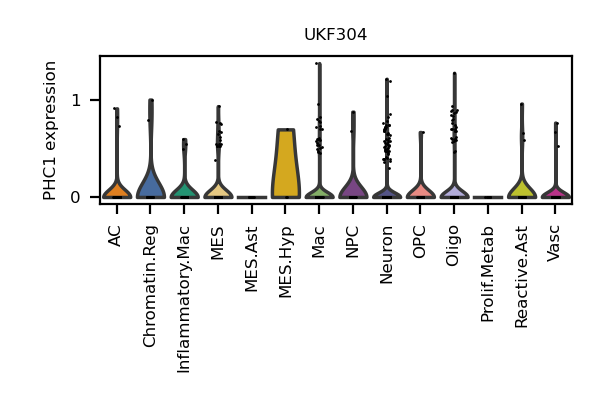 UKF304
PHC1 expression
1
0
AC
Chromatin.Reg
Inflammatory.Mac
MES
MES.Ast
MES.Hyp
Mac
NPC
Neuron
OPC
Oligo
Prolif.Metab
Reactive.Ast
Vasc